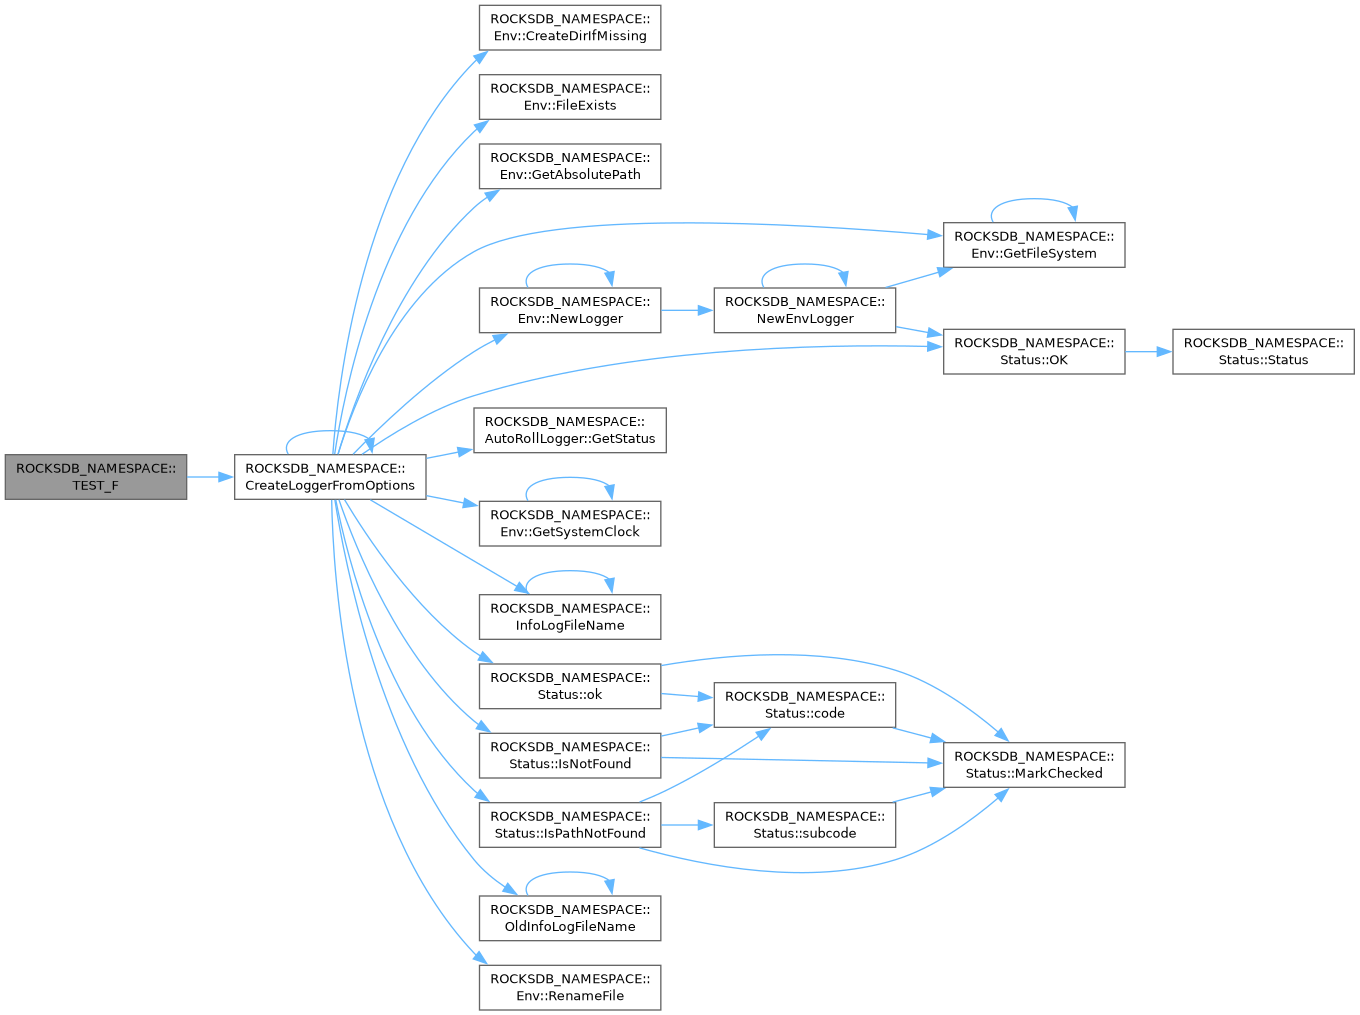 ROCKSDB_NAMESPACE::
TEST_F
ROCKSDB_NAMESPACE::
CreateLoggerFromOptions
ROCKSDB_NAMESPACE::
Env::CreateDirIfMissing
ROCKSDB_NAMESPACE::
Env::FileExists
ROCKSDB_NAMESPACE::
Env::GetAbsolutePath
ROCKSDB_NAMESPACE::
Env::GetFileSystem
ROCKSDB_NAMESPACE::
Env::NewLogger
ROCKSDB_NAMESPACE::
NewEnvLogger
ROCKSDB_NAMESPACE::
Status::OK
ROCKSDB_NAMESPACE::
Status::Status
ROCKSDB_NAMESPACE::
AutoRollLogger::GetStatus
ROCKSDB_NAMESPACE::
Env::GetSystemClock
ROCKSDB_NAMESPACE::
InfoLogFileName
ROCKSDB_NAMESPACE::
Status::ok
ROCKSDB_NAMESPACE::
Status::code
ROCKSDB_NAMESPACE::
Status::IsNotFound
ROCKSDB_NAMESPACE::
Status::MarkChecked
ROCKSDB_NAMESPACE::
Status::IsPathNotFound
ROCKSDB_NAMESPACE::
Status::subcode
ROCKSDB_NAMESPACE::
OldInfoLogFileName
ROCKSDB_NAMESPACE::
Env::RenameFile